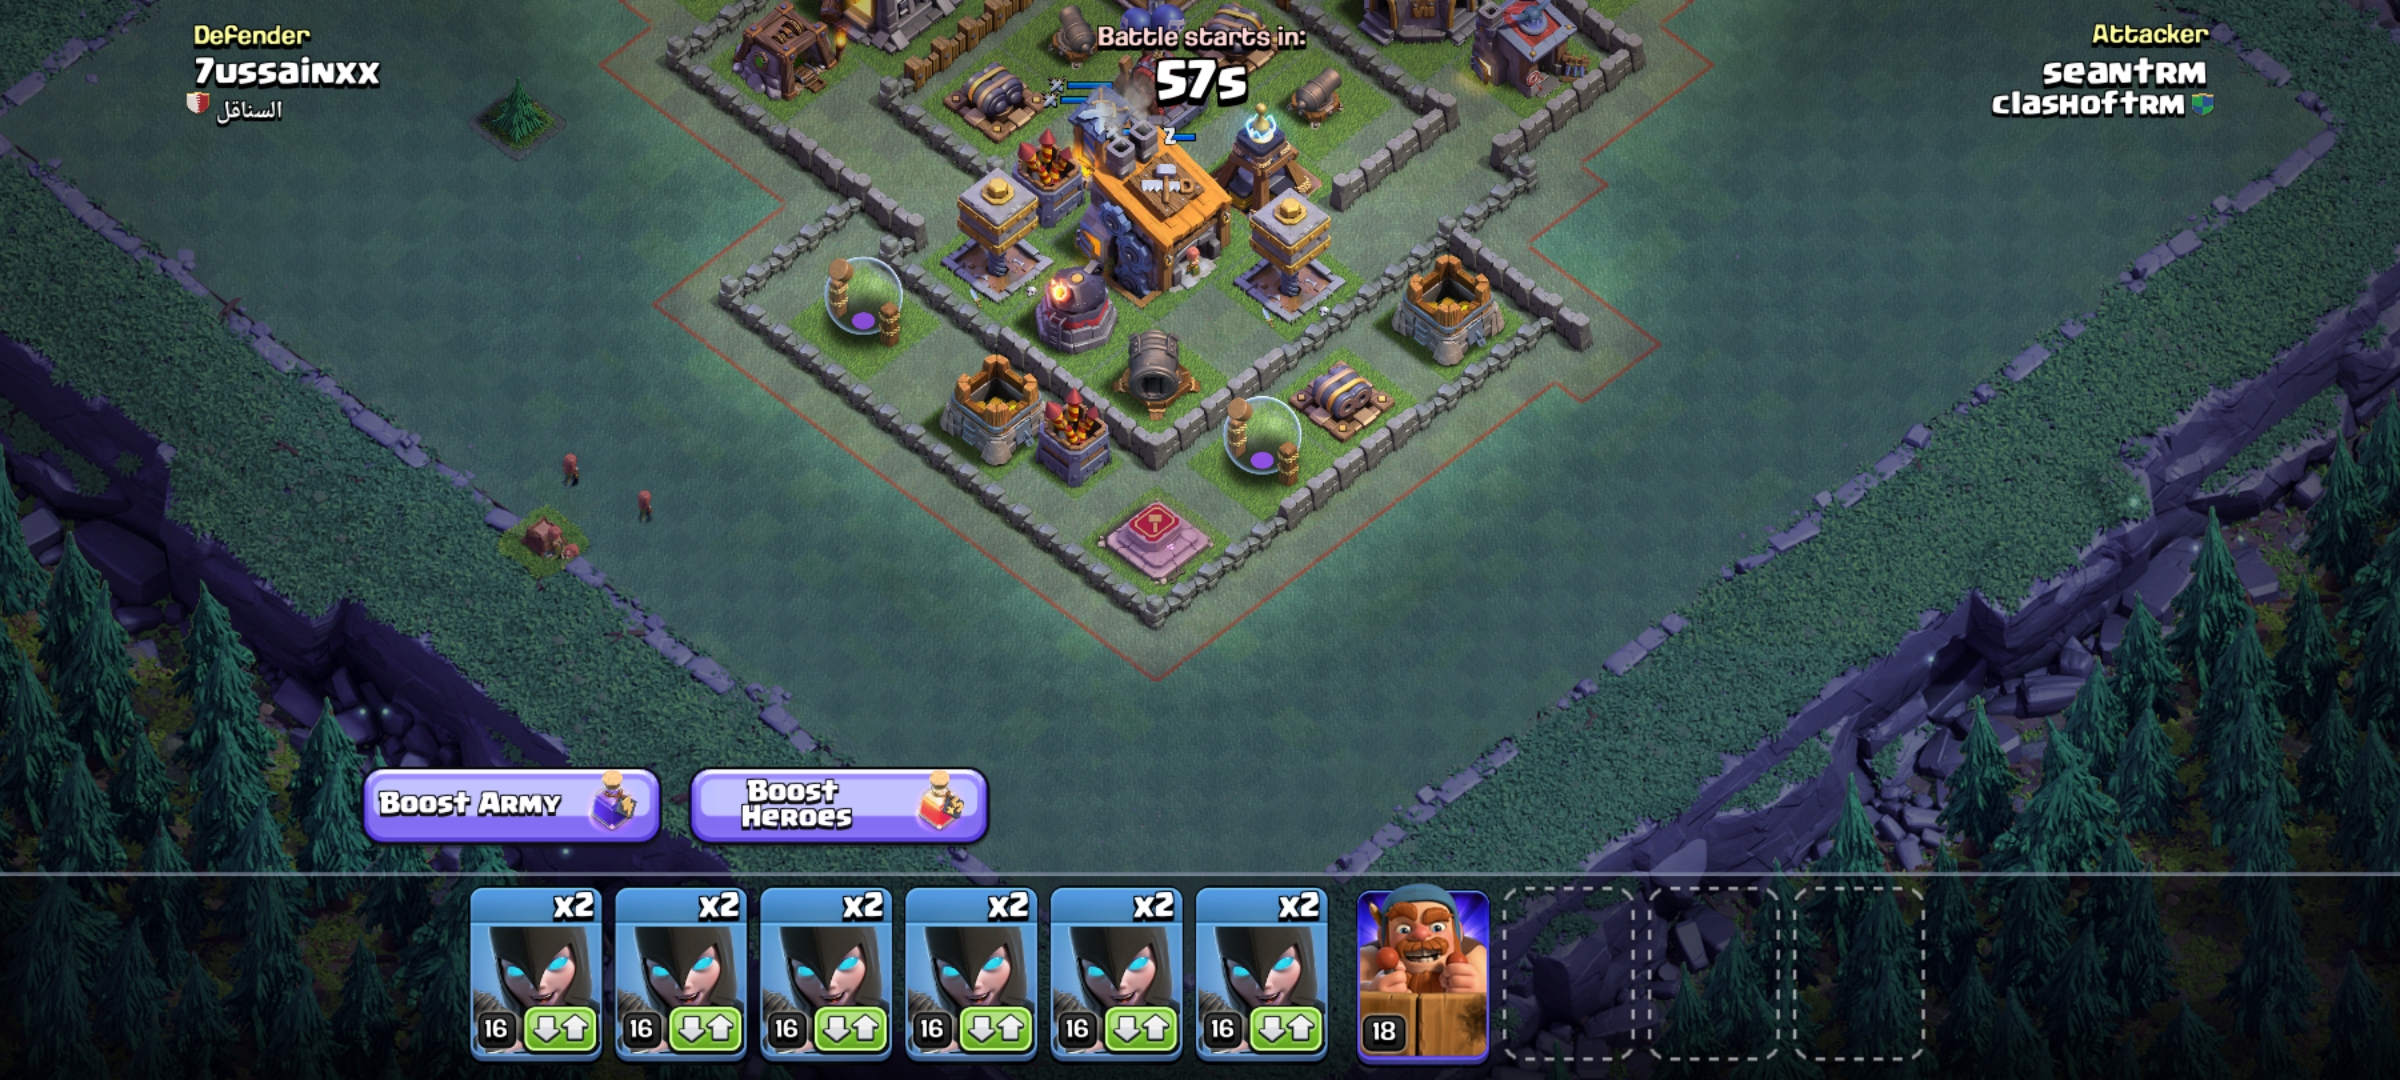 Defender
7ussaiNxx
السناقل
Battle starts in:
57s
Attacker
seantRM
clashoftRM
Z
Boost Army
Boost
Heroes
x2
x2
x2
x2
x2
x2
16
16
16
16
16
16
18